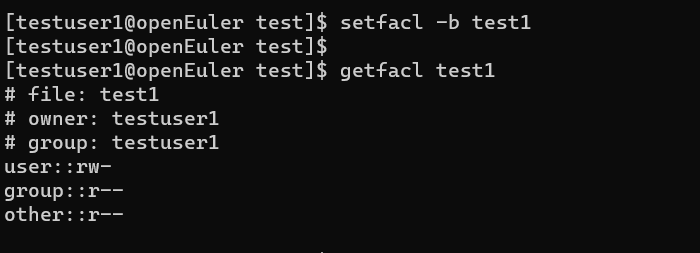 [testuser1@openEuler test]$ setfacl -b test1
[testuser1@openEuler test]$
[testuser1@openEuler test]$ getfacl test1
# file: test1
# owner: testuser1
# group: testuser1
user::rw-
group::r--
other::r--